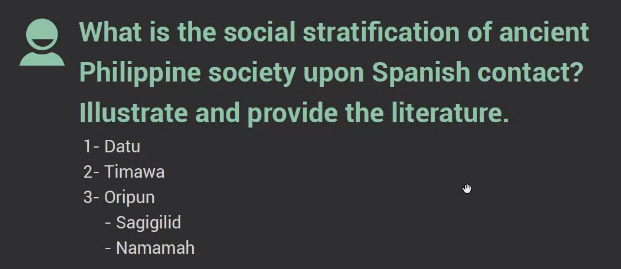 What is the social stratification of ancient
Philippine society upon Spanish contact?
Illustrate and provide the literature.
1- Datu
2- Timawa
3- Oripun
- Sagigilid
- Namamah